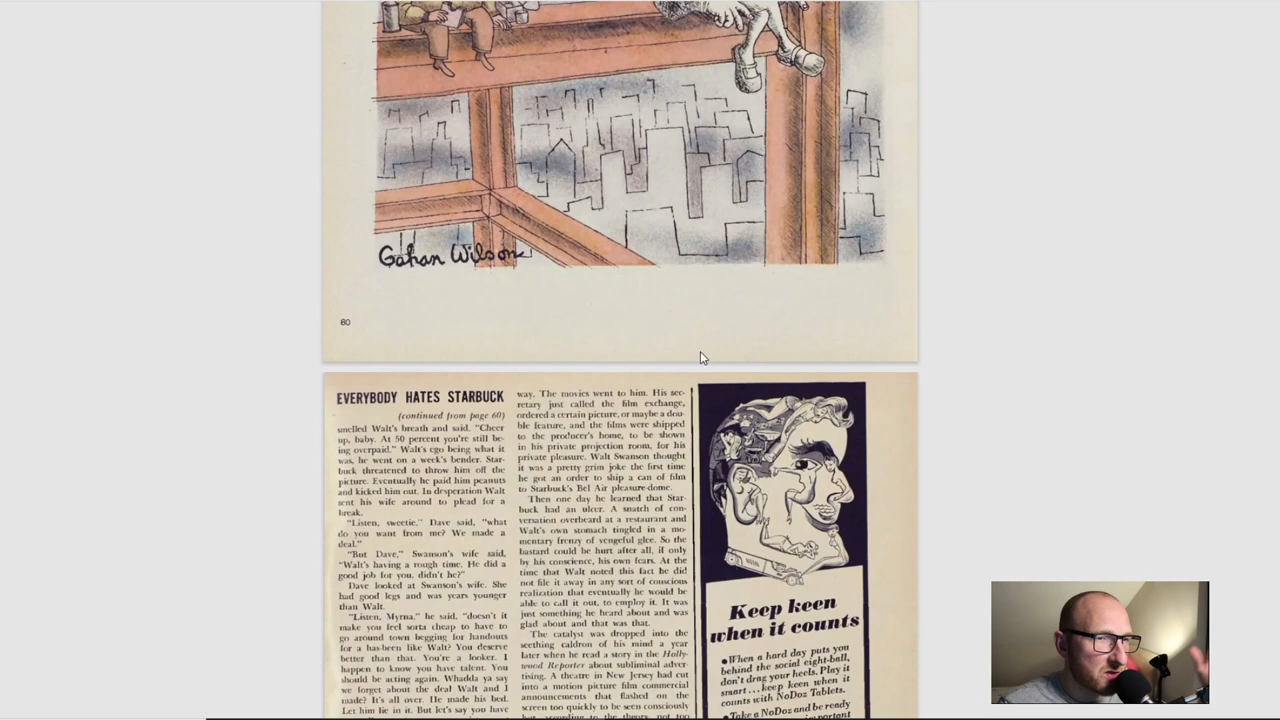 Gahan Wilson
60
EVERYBODY HATES STARBUCK
(continued from page 60)
smelled Walt's breath and said, "Cheer
up, baby. At 50 percent you're still be-
ing overpaid." Walt's ego being what it
was, he went on a week's bender. Star-
buck threatened to throw him off the
picture. Eventually he paid him peanuts
and kicked him out. In desperation Walt
sent his wife around to plead for a
break.
"Listen, sweetie," Dave said, "what
do you want from me? We made a
deal."
"But Dave," Swanson's wife said,
"Walt's having a rough time. He did a
good job for you, didn't he?"
Dave looked at Swanson's wife. She
had good legs and was years younger
than Walt.
"Listen, Myrna," he said, "doesn't it
make you feel sorta cheap to have to
go around town begging for handouts
for a has-been like Walt? You deserve
better than that. You're a looker. I
happen to know you have talent. You
should be acting again. Whadda ya say
we forget about the deal Walt and I
made? It's all over. He made his bed.
Let him lie in it. But let's say you have
way. The movies went to him. His sec-
retary just called the film exchange,
ordered a certain picture, or maybe a dou-
ble feature, and the films were shipped
to the producer's home, to be shown
in his private projection room, for his
private pleasure. Walt Swanson thought
it was a pretty grim joke the first time
he got an order to ship a can of film
to Starbuck's Bel Air pleasure-dome.
Then one day he learned that Star-
buck had an ulcer. A snatch of con-
versation overheard at a restaurant and
Walt's own stomach tingled in a mo-
mentary frenzy of vengeful glee. So the
bastard could be hurt after all, if only
by his conscience, his own fears. At the
time that Walt noted this fact he did
not file it away in any sort of conscious
realization that eventually he would be
able to call it out, to employ it. It was
just something he heard about and was
glad about and that was that.
The catalyst was dropped into the
seething caldron of his mind a year
later when he read a story in the Holly-
wood Reporter about subliminal adver-
tising. A theatre in New Jersey had cut
into a motion picture film commercial
announcements that flashed on the
screen too quickly to be seen consciously
but, according to the theory, not too
Keep keen
when it counts
● When a hard day puts you
behind the social eight-ball,
don't drag your heels. Play it
smart...keep keen when it
counts with NoDoz Tablets.
● Take a NoDoz and be ready
important